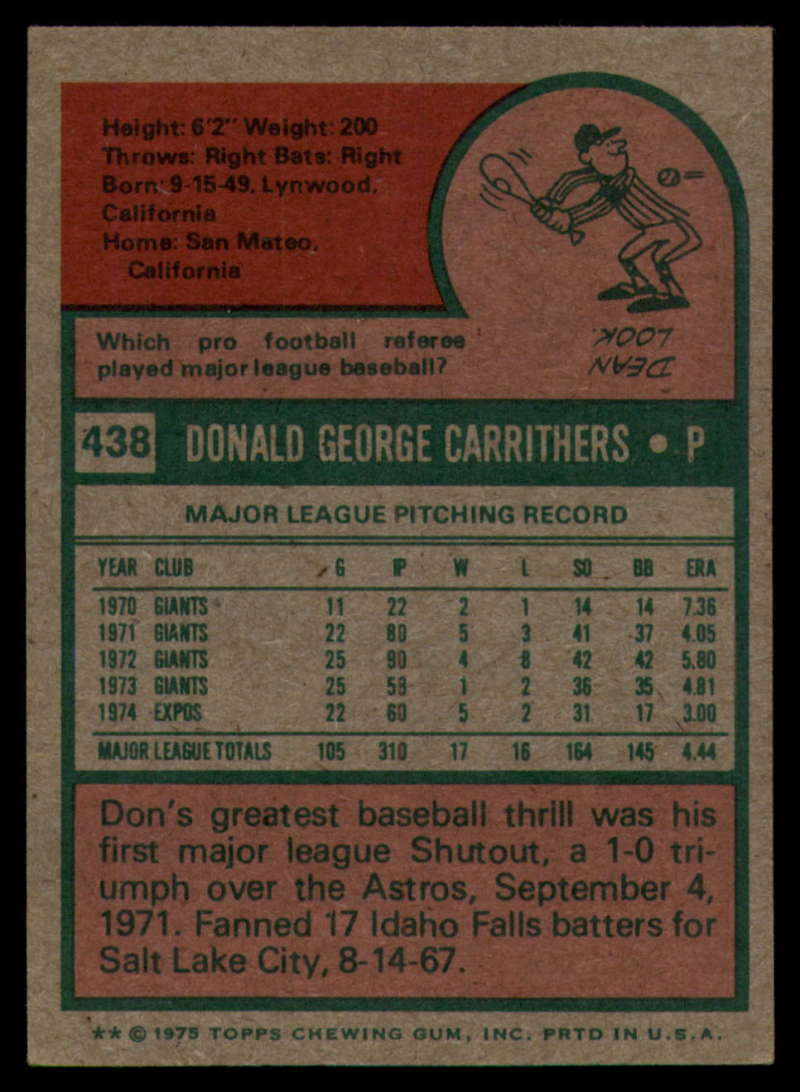 Height: 6'2" Weight: 200
Throws: Right Bats: Right
Born: 9-15-49, Lynwood,
California
Home: San Mateo,
California
Which pro football referee
played major league baseball?
DEAN
LOOK.
438 DONALD GEORGE CARRITHERS • P
MAJOR LEAGUE PITCHING RECORD
YEAR CLUB G IP W L SO BB ERA
1970 GIANTS 11 22 2 1 14 14 7.36
1971 GIANTS 22 80 5 3 41 37 4.05
1972 GIANTS 25 90 4 8 42 42 5.80
1973 GIANTS 25 58 1 2 36 35 4.81
1974 EXPOS 22 60 5 2 31 17 3.00
MAJOR LEAGUE TOTALS 105 310 17 16 164 145 4.44
Don's greatest baseball thrill was his
first major league Shutout, a 1-0 tri-
umph over the Astros, September 4,
1971. Fanned 17 Idaho Falls batters for
Salt Lake City, 8-14-67.
** © 1975 TOPPS CHEWING GUM, INC. PRTD IN U.S.A.